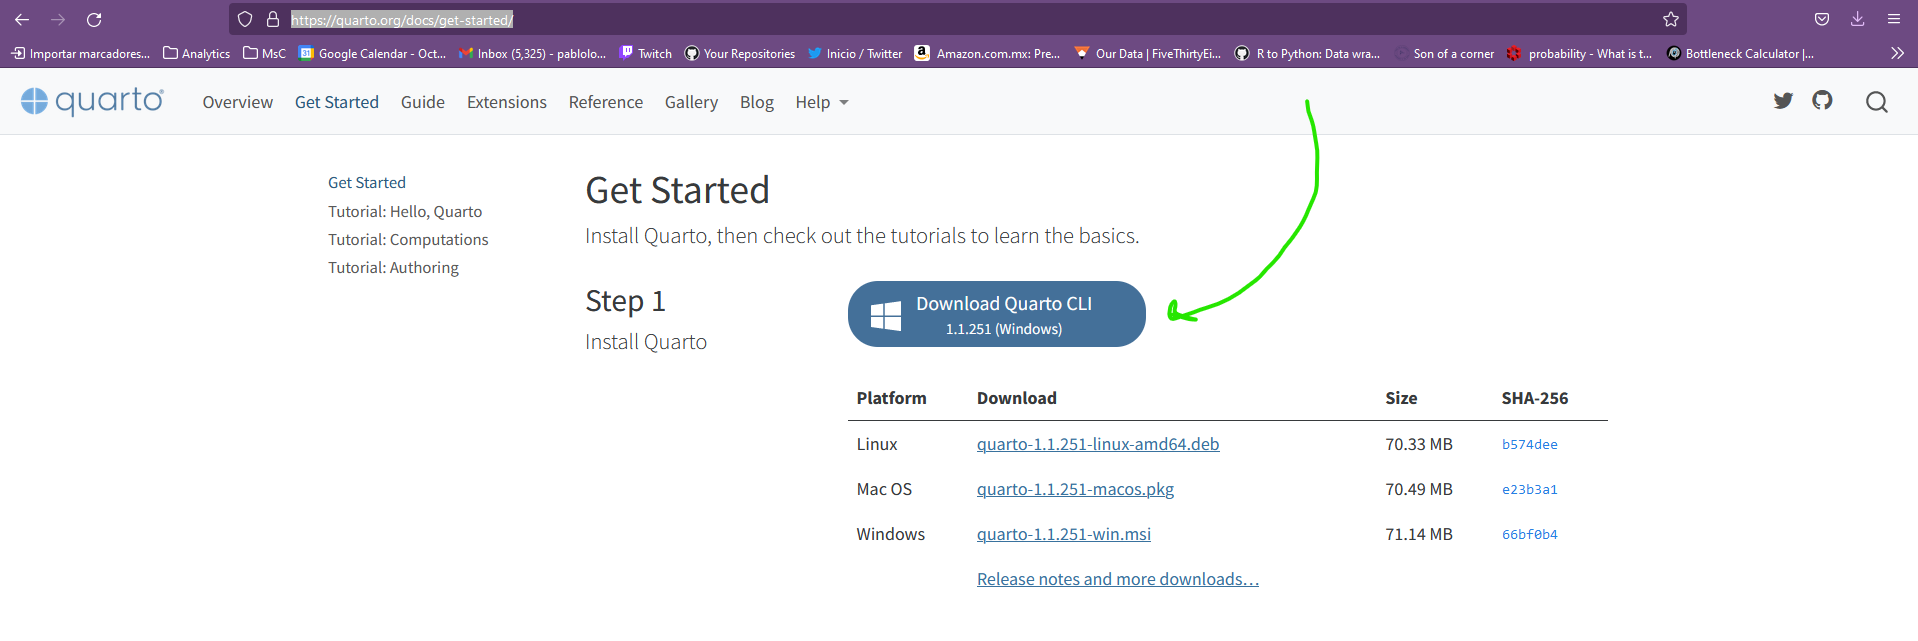 https://quarto.org/docs/get-started/
Importar marcadores... Analytics MsC Google Calendar - Oct... Inbox (5,325) - pablolo... Twitch Your Repositories Inicio / Twitter Amazon.com.mx: Pre... Our Data | FiveThirtyEi... R to Python: Data wra... Son of a corner probability - What is t... Bottleneck Calculator |...
quarto Overview Get Started Guide Extensions Reference Gallery Blog Help
Get Started
Tutorial: Hello, Quarto
Tutorial: Computations
Tutorial: Authoring
Get Started
Install Quarto, then check out the tutorials to learn the basics.
Step 1
Install Quarto
Download Quarto CLI
1.1.251 (Windows)
Platform Download Size SHA-256
Linux quarto-1.1.251-linux-amd64.deb 70.33 MB b574dee
Mac OS quarto-1.1.251-macos.pkg 70.49 MB e23b3a1
Windows quarto-1.1.251-win.msi 71.14 MB 66bf0b4
Release notes and more downloads…